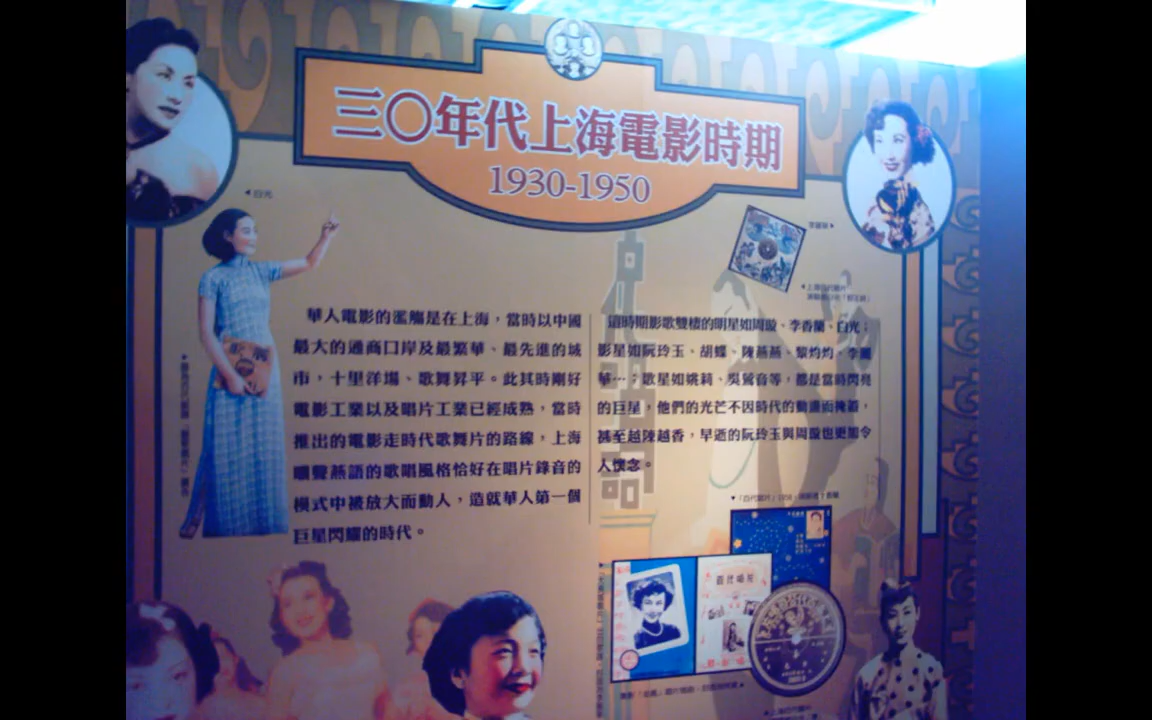 三〇年代上海電影時期
1930-1950
◀白光
華人電影的濫觴是在上海，當時以中國
最大的通商口岸及最繁華、最先進的城
市，十里洋場、歌舞昇平。此其時剛好
電影工業以及唱片工業已經成熟，當時
推出的電影走時代歌舞片的路線，上海
鶯聲燕語的歌唱風格恰好在唱片錄音的
模式中被放大而動人，造就華人第一個
巨星閃耀的時代。
這時期影歌雙棲的明星如周璇、李香蘭、白光；
影星如阮玲玉、胡蝶、陳燕燕、黎灼灼、李麗
華…；歌星如姚莉、吳鶯音等，都是當時閃亮
的巨星，他們的光芒不因時代的動盪而掩蓋，
甚至越陳越香，早逝的阮玲玉與周璇也更加令
人懷念。
百代唱片